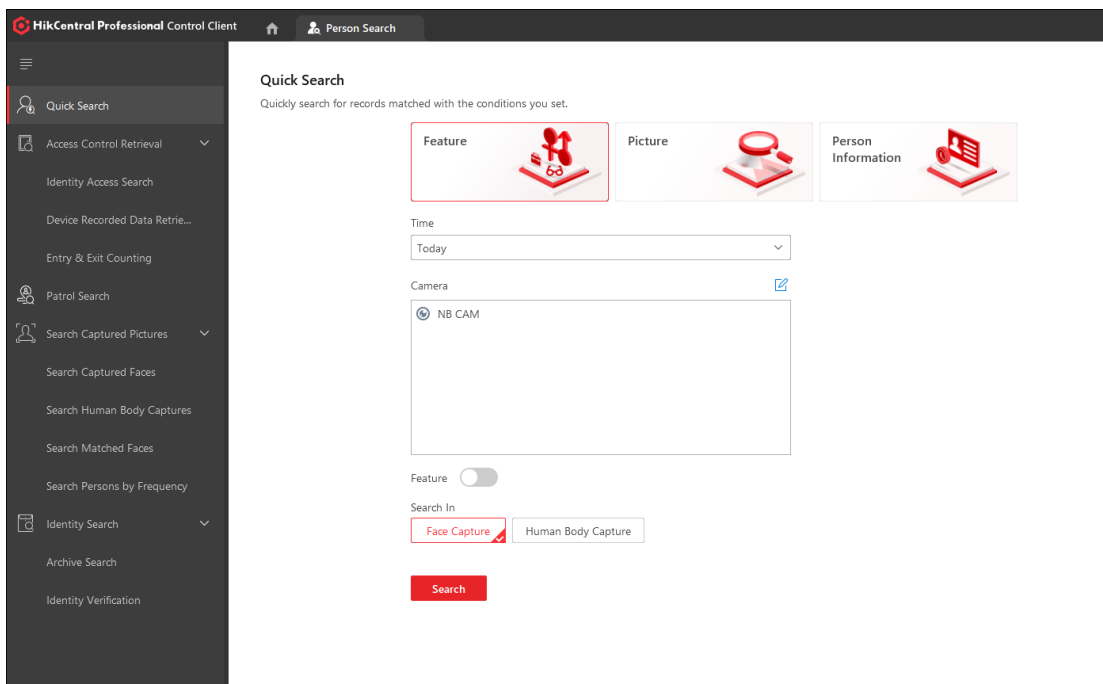 HikCentral Professional Control Client
Person Search
Quick Search
Access Control Retrieval
Identity Access Search
Device Recorded Data Retrie...
Entry & Exit Counting
Patrol Search
Search Captured Pictures
Search Captured Faces
Search Human Body Captures
Search Matched Faces
Search Persons by Frequency
Identity Search
Archive Search
Identity Verification
Quick Search
Quickly search for records matched with the conditions you set.
Feature
Picture
Person
Information
Time
Today
Camera
NB CAM
Feature
Search In
Face Capture
Human Body Capture
Search